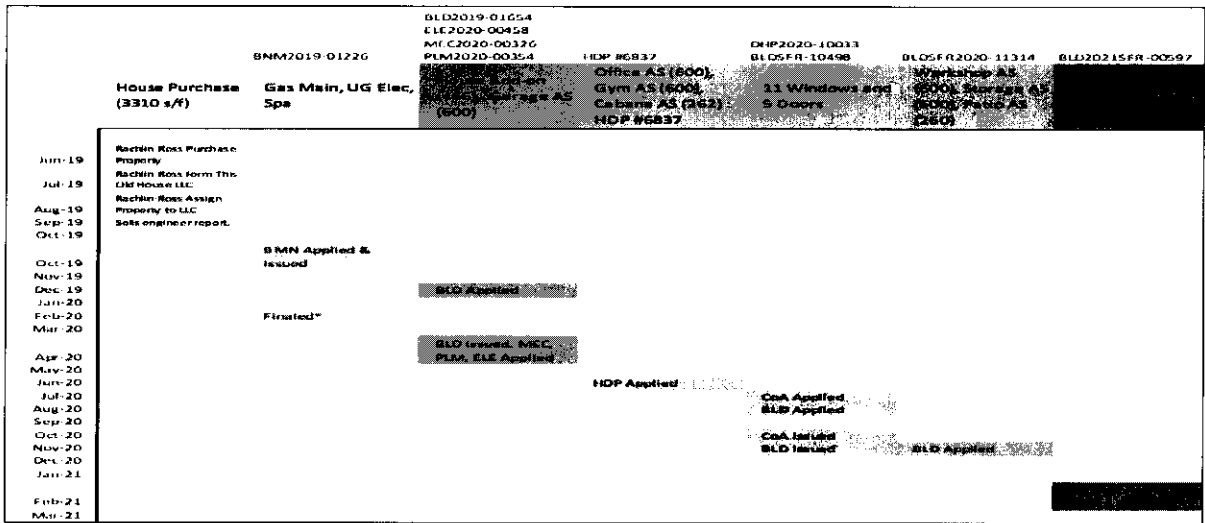 BLD2019-01654
ELE2020-00458
MEC2020-00326
BNM2019-01226 PLM2020-00354 HDP #6837 DHP2020-10033
BLDSFR-10498 BLDSFR2020-11314 BLD2021SFR-00597
House Purchase
(3310 s/f)
Gas Main, UG Elec,
Spa
(600)
Office AS (600),
Gym AS (600),
Cabana AS (262)
HDP #6837
11 Windows and
9 Doors
Workshop AS
(600), Storage AS
(600), Patio AS
(260)
Jun-19 Rachlin Ross Purchase
Property
Jul-19 Rachlin Ross form This
Old House LLC
Aug-19 Rachlin-Ross Assign
Property to LLC
Sep-19 Soils engineer report.
Oct-19
Oct-19 BMN Applied &
Issued
Nov-19
Dec-19 BLD Applied
Jan-20
Feb-20 Finaled*
Mar-20
Apr-20 BLD Issued, MEC,
PLM, ELE Applied
May-20
Jun-20 HDP Applied
Jul-20 CoA Applied
Aug-20 BLD Applied
Sep-20
Oct-20 CoA Issued
Nov-20 BLD Issued BLD Applied
Dec-20
Jan-21
Feb-21
Mar-21